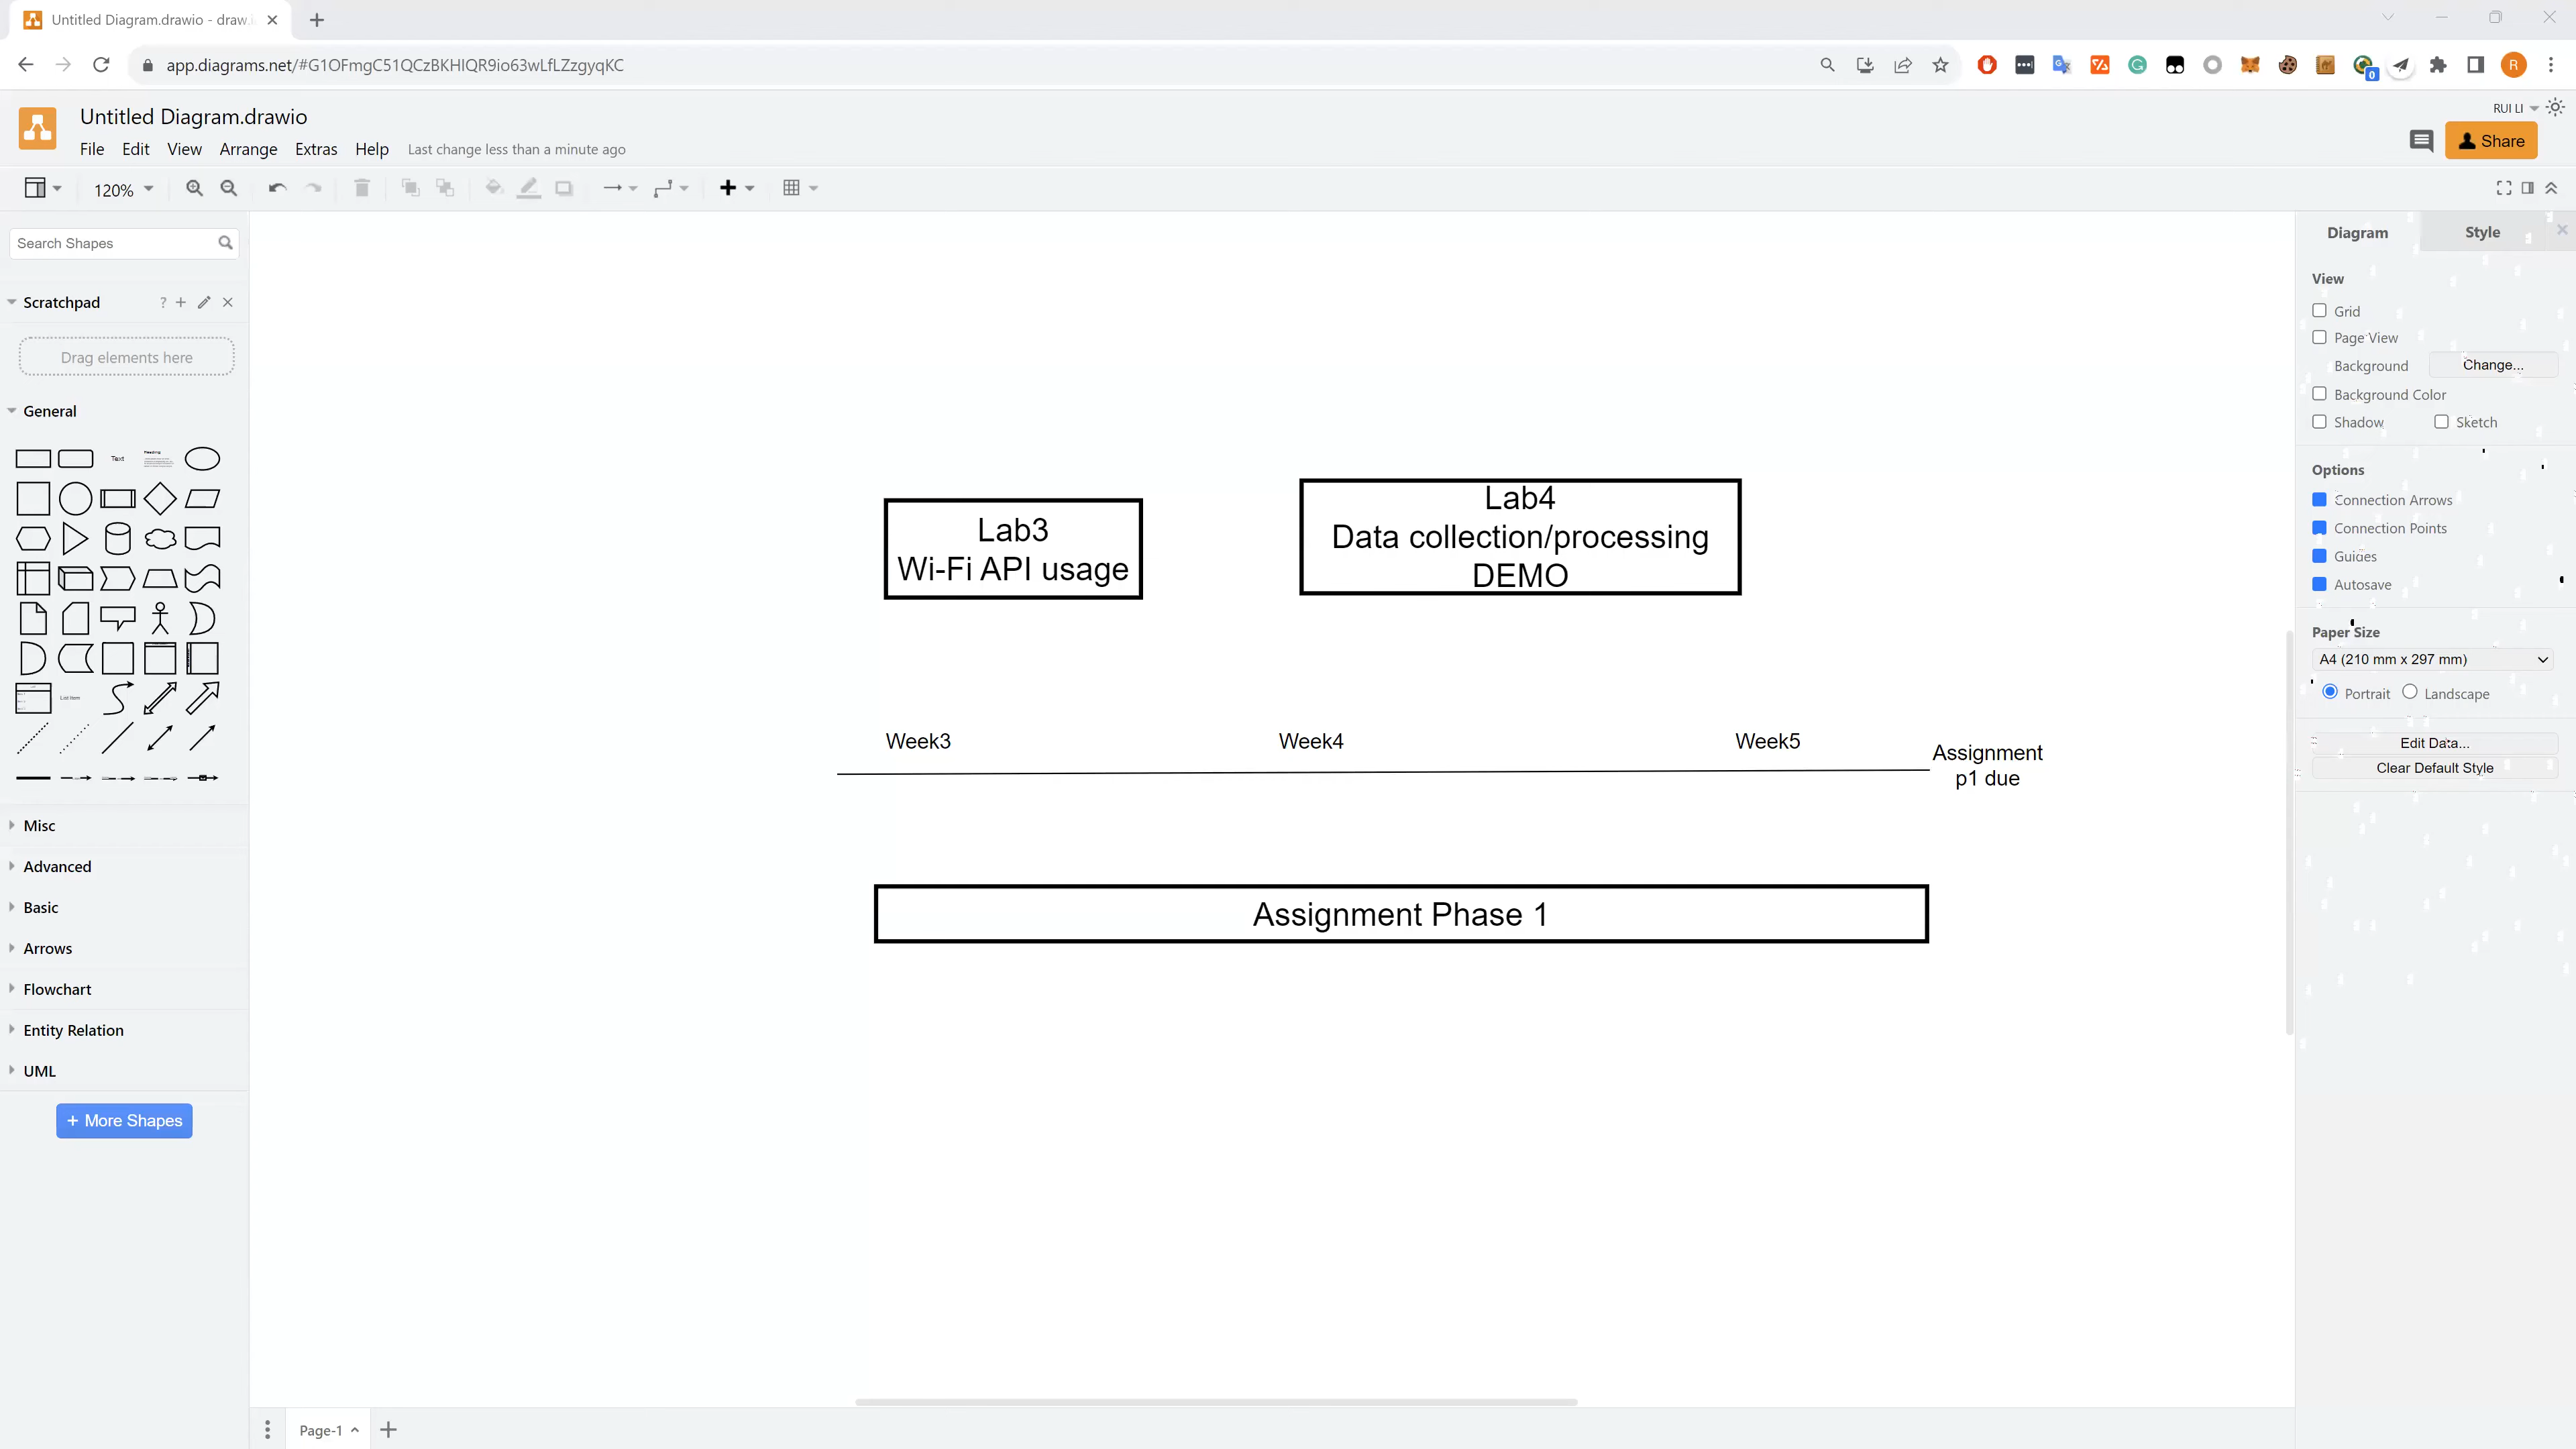 Untitled Diagram.drawio - draw.i
app.diagrams.net/#G1OFmgC51QCzBKHIQR9io63wLfLZzgyqKC
0
R
Untitled Diagram.drawio
RUI LI
File Edit View Arrange Extras Help Last change less than a minute ago
Share
120%
Search Shapes
Diagram Style
Scratchpad ?
Drag elements here
General
Text
Heading
List Item
Misc
Advanced
Basic
Arrows
Flowchart
Entity Relation
UML
+ More Shapes
Lab3
Wi-Fi API usage
Lab4
Data collection/processing
DEMO
Week3 Week4 Week5
Assignment
p1 due
Assignment Phase 1
View
Grid
Page View
Background Change...
Background Color
Shadow Sketch
Options
Connection Arrows
Connection Points
Guides
Autosave
Paper Size
A4 (210 mm x 297 mm)
Portrait Landscape
Edit Data...
Clear Default Style
Page-1